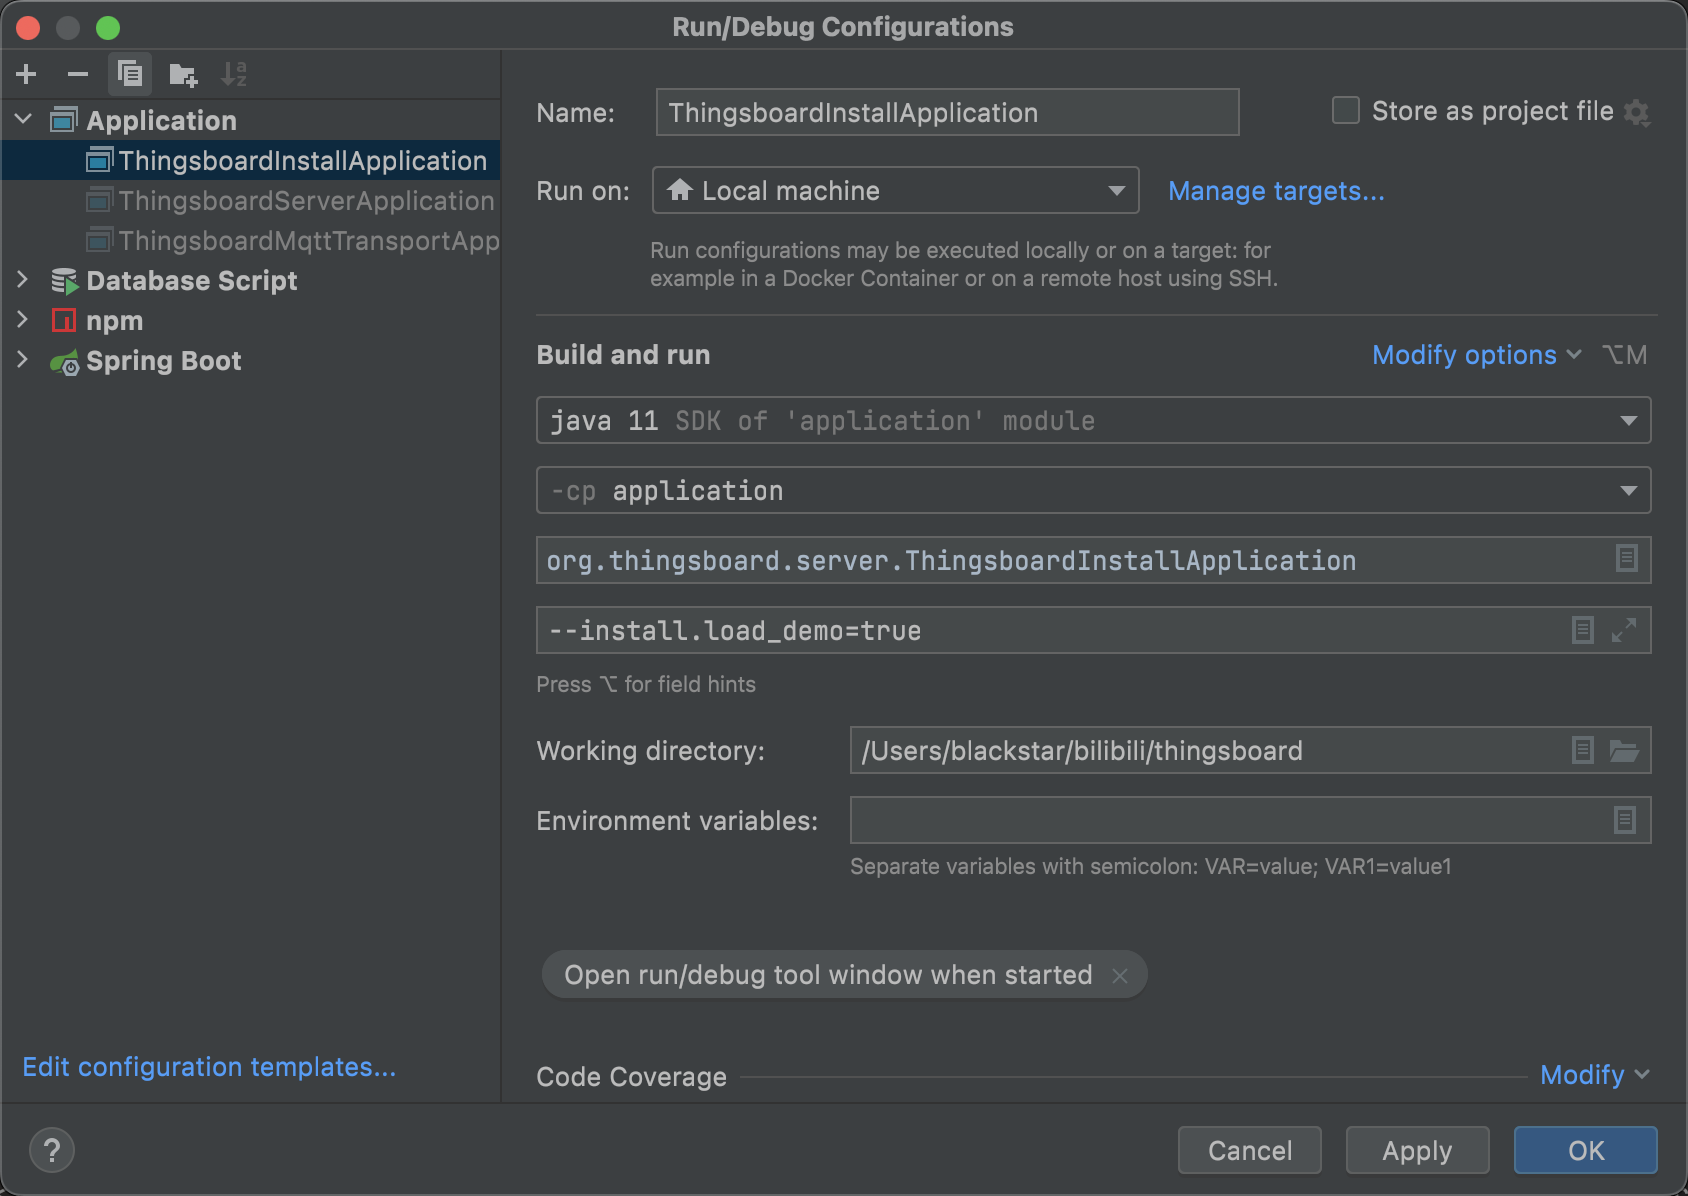 Run/Debug Configurations
Application
ThingsboardInstallApplication
ThingsboardServerApplication
ThingsboardMqttTransportApp
Database Script
npm
Spring Boot
Edit configuration templates...
Name: ThingsboardInstallApplication Store as project file
Run on: Local machine Manage targets...
Run configurations may be executed locally or on a target: for
example in a Docker Container or on a remote host using SSH.
Build and run Modify options ⌥M
java 11 SDK of 'application' module
-cp application
org.thingsboard.server.ThingsboardInstallApplication
--install.load_demo=true
Press ⌥ for field hints
Working directory: /Users/blackstar/bilibili/thingsboard
Environment variables:
Separate variables with semicolon: VAR=value; VAR1=value1
Open run/debug tool window when started
Code Coverage Modify
? Cancel Apply OK